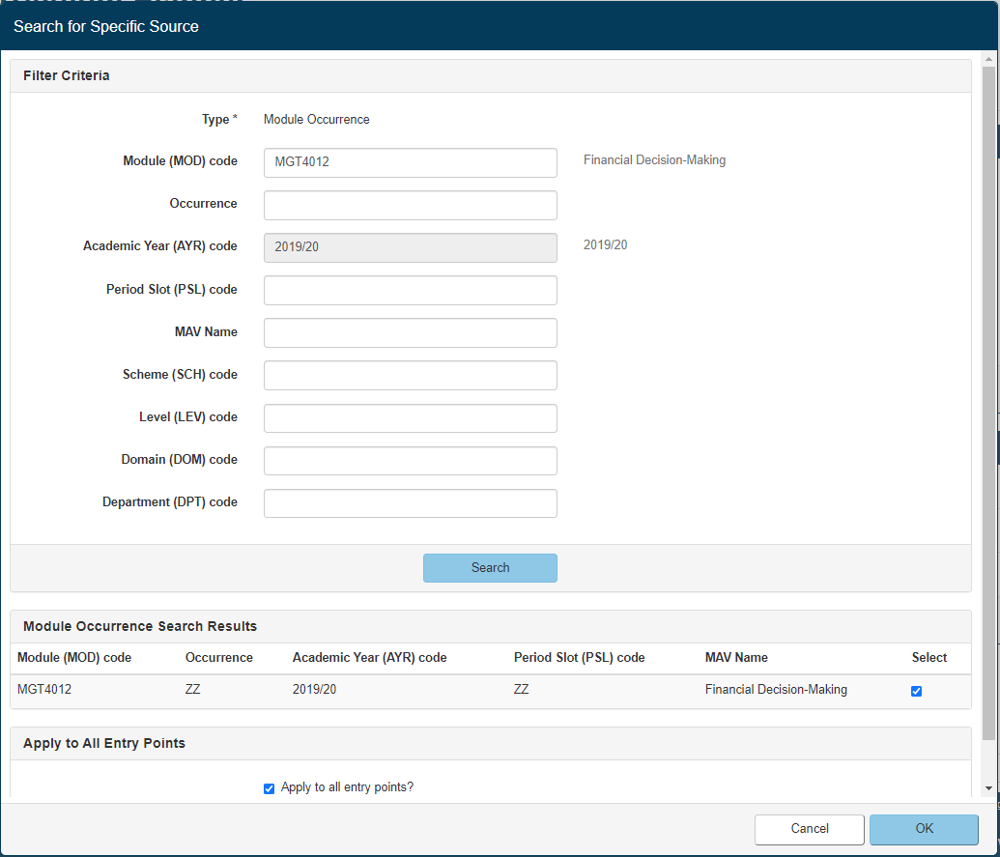 Search for Specific Source
Filter Criteria
Type * Module Occurrence
Module (MOD) code MGT4012 Financial Decision-Making
Occurrence
Academic Year (AYR) code 2019/20 2019/20
Period Slot (PSL) code
MAV Name
Scheme (SCH) code
Level (LEV) code
Domain (DOM) code
Department (DPT) code
Search
Module Occurrence Search Results
Module (MOD) code Occurrence Academic Year (AYR) code Period Slot (PSL) code MAV Name Select
MGT4012 ZZ 2019/20 ZZ Financial Decision-Making
Apply to All Entry Points
Apply to all entry points?
Cancel OK